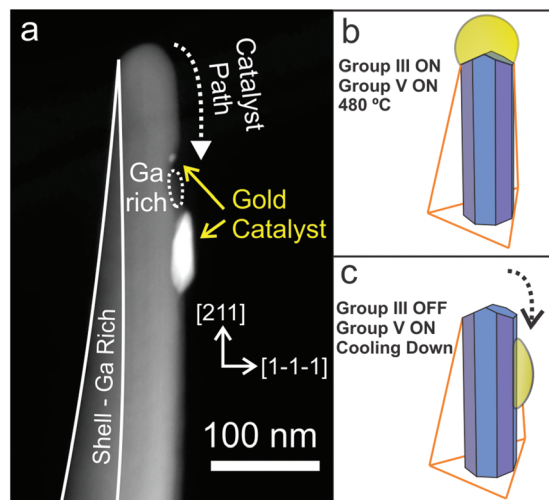 a
Catalyst
Path
Ga
rich
Gold
Catalyst
[211]
[1-1-1]
Shell - Ga Rich
100 nm
b
Group III ON
Group V ON
480 ºC
c
Group III OFF
Group V ON
Cooling Down